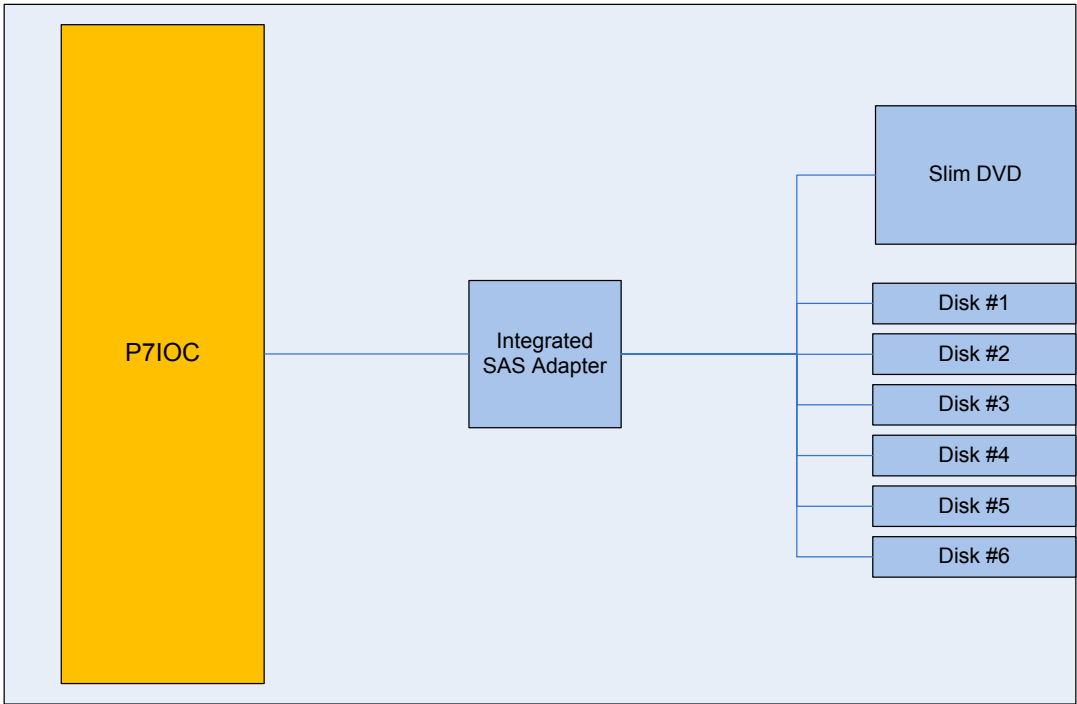 P7IOC
Integrated
SAS Adapter
Slim DVD
Disk #1
Disk #2
Disk #3
Disk #4
Disk #5
Disk #6